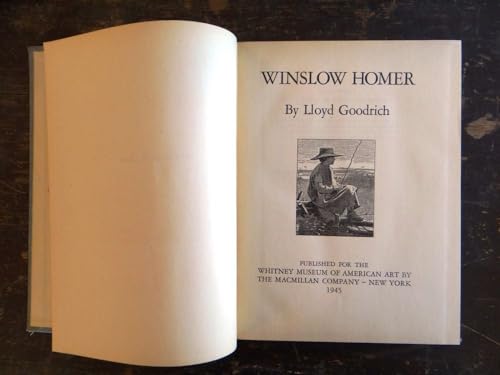 WINSLOW HOMER
By Lloyd Goodrich
PUBLISHED FOR THE
WHITNEY MUSEUM OF AMERICAN ART BY
THE MACMILLAN COMPANY – NEW YORK
1945